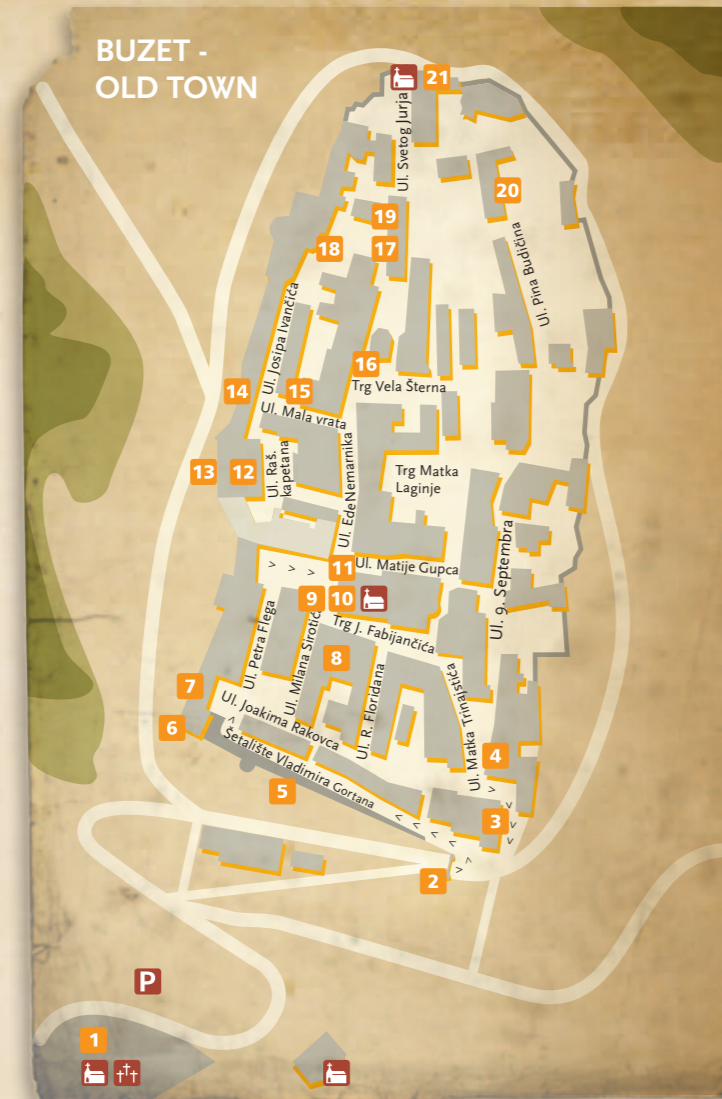 BUZET -
OLD TOWN
21
Ul. Svetog Jurja
20
19
18
17
Ul. Pina Budičina
Ul. Josipa Ivančića
16
14
15
Trg Vela Šterna
Ul. Mala vrata
13
12
Ul. Raš.
kapetana
Ul. Ede Nemarnika
Trg Matka
Laginje
Ul. 9. Septembra
11
Ul. Matije Gupca
> > >
9
10
Trg J. Fabijančića
Ul. Petra Flega
Ul. Milana Sirotića
8
Ul. R. Floridana
Ul. Matka Trinajstića
7
Ul. Joakima Rakovca
6
Šetalište Vladimira Gortana
4
5
3
2
P
1